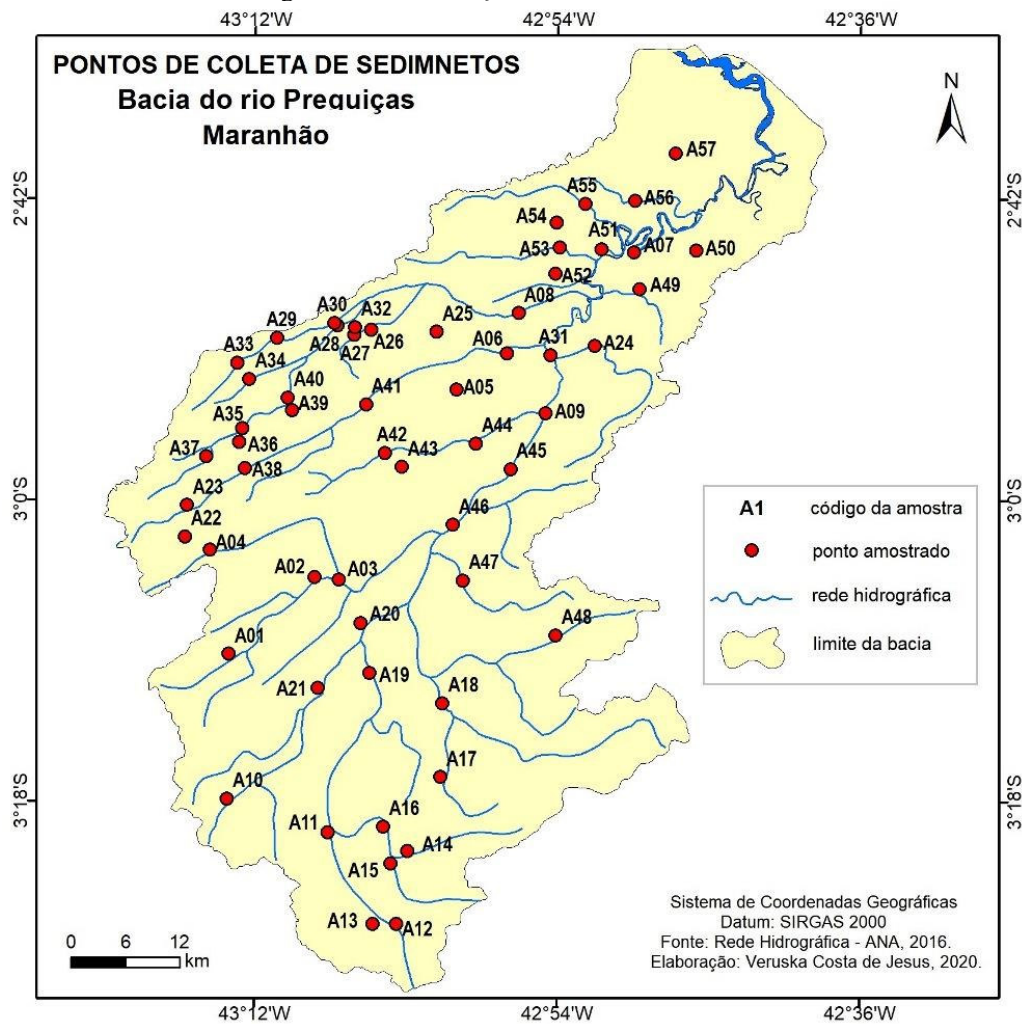 43°12'W 42°54'W 42°36'W
PONTOS DE COLETA DE SEDIMNETOS
Bacia do rio Preguiças
Maranhão
N
A57
2°42'S
2°42'S
A55
A56
A54
A51
A53
A07
A50
A52
A49
A30
A32
A08
A29
A25
A28
A26
A27
A33
A06
A31
A24
A34
A40
A41
A05
A39
A09
A35
A42
A44
A36
A43
A37
A45
A38
A23
3°0'S
3°0'S
A46
A22
A04
A02
A03
A47
A20
A48
A01
A19
A21
A18
A17
A10
3°18'S
3°18'S
A11
A16
A14
A15
A13
A12
A1 código da amostra
ponto amostrado
rede hidrográfica
limite da bacia
Sistema de Coordenadas Geográficas
Datum: SIRGAS 2000
Fonte: Rede Hidrográfica - ANA, 2016.
Elaboração: Veruska Costa de Jesus, 2020.
0 6 12
km
43°12'W 42°54'W 42°36'W